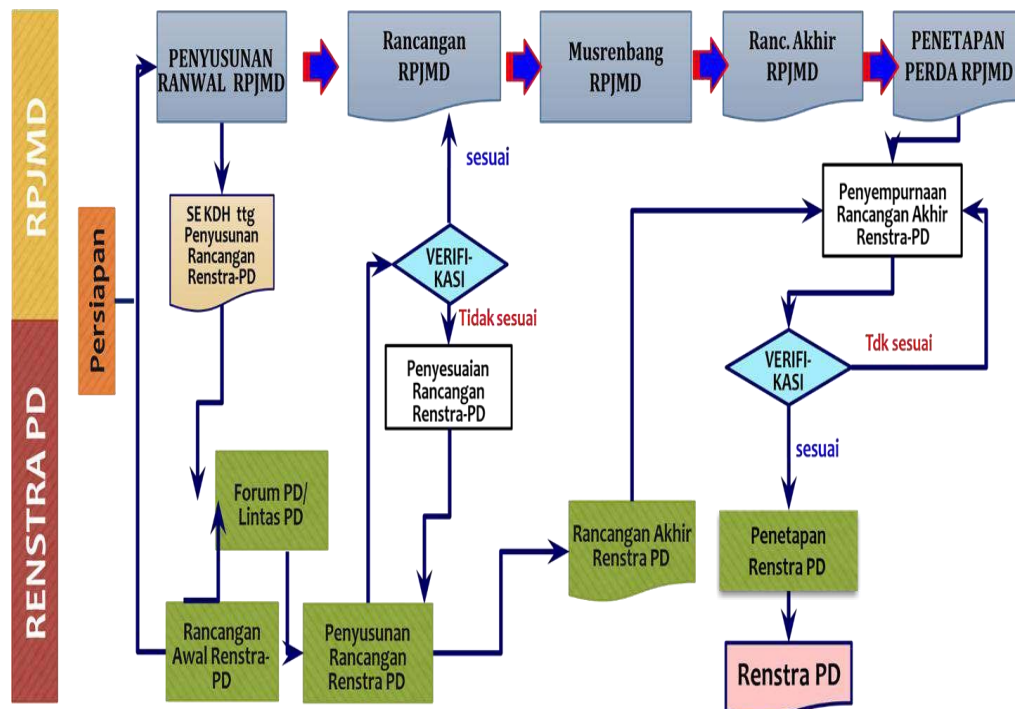 RPJMD
RENSTRA PD
Persiapan
PENYUSUNAN
RANWAL RPJMD
Rancangan
RPJMD
Musrenbang
RPJMD
Ranc. Akhir
RPJMD
PENETAPAN
PERDA RPJMD
SE KDH ttg
Penyusunan
Rancangan
Renstra-PD
sesuai
VERIFI-
KASI
Tidak sesuai
Penyesuaian
Rancangan
Renstra-PD
Penyempurnaan
Rancangan Akhir
Renstra-PD
VERIFI-
KASI
Tdk sesuai
sesuai
Forum PD/
Lintas PD
Rancangan
Awal Renstra-
PD
Penyusunan
Rancangan
Renstra PD
Rancangan Akhir
Renstra PD
Penetapan
Renstra PD
Renstra PD